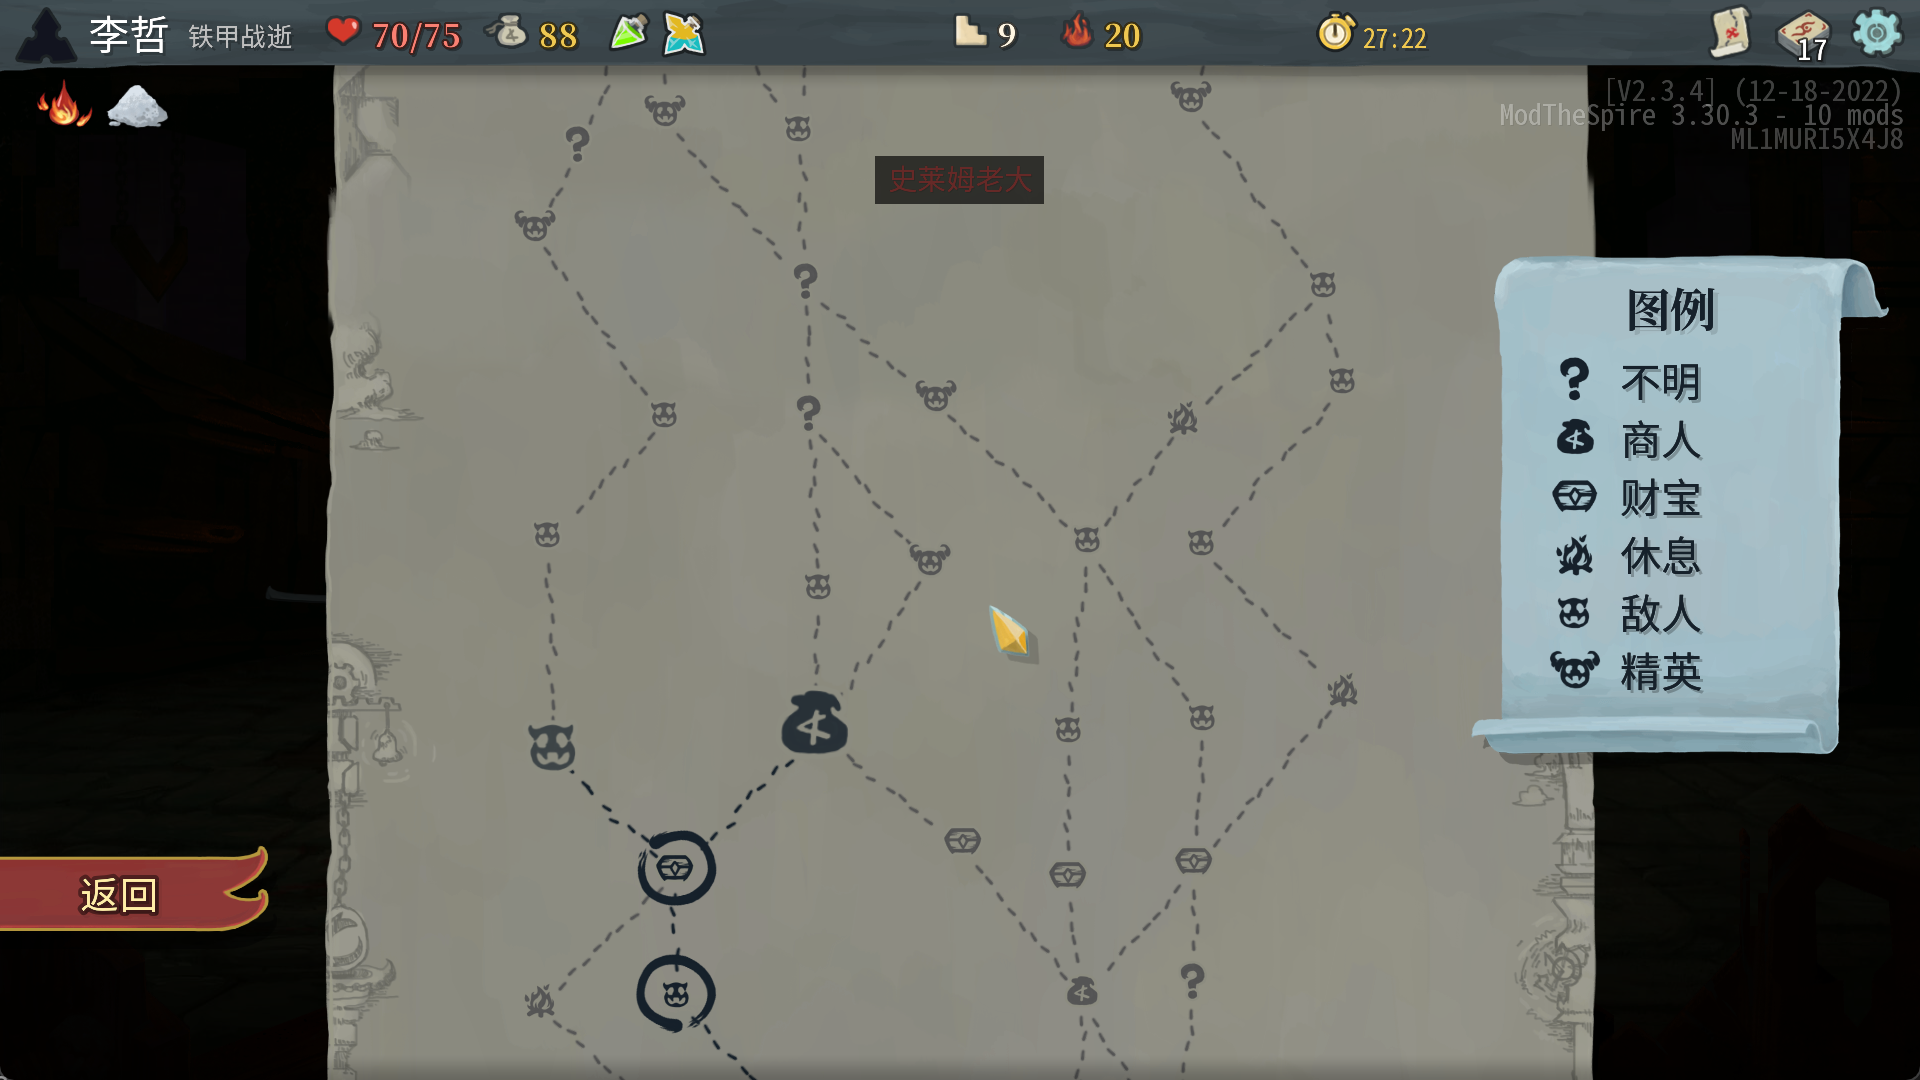 李哲 铁甲战逝 70/75 88 9 20 27:22 17
[V2.3.4] (12-18-2022)
ModTheSpire 3.30.3 - 10 mods
ML1MURI5X4J8
史莱姆老大
图例
不明
商人
财宝
休息
敌人
精英
返回